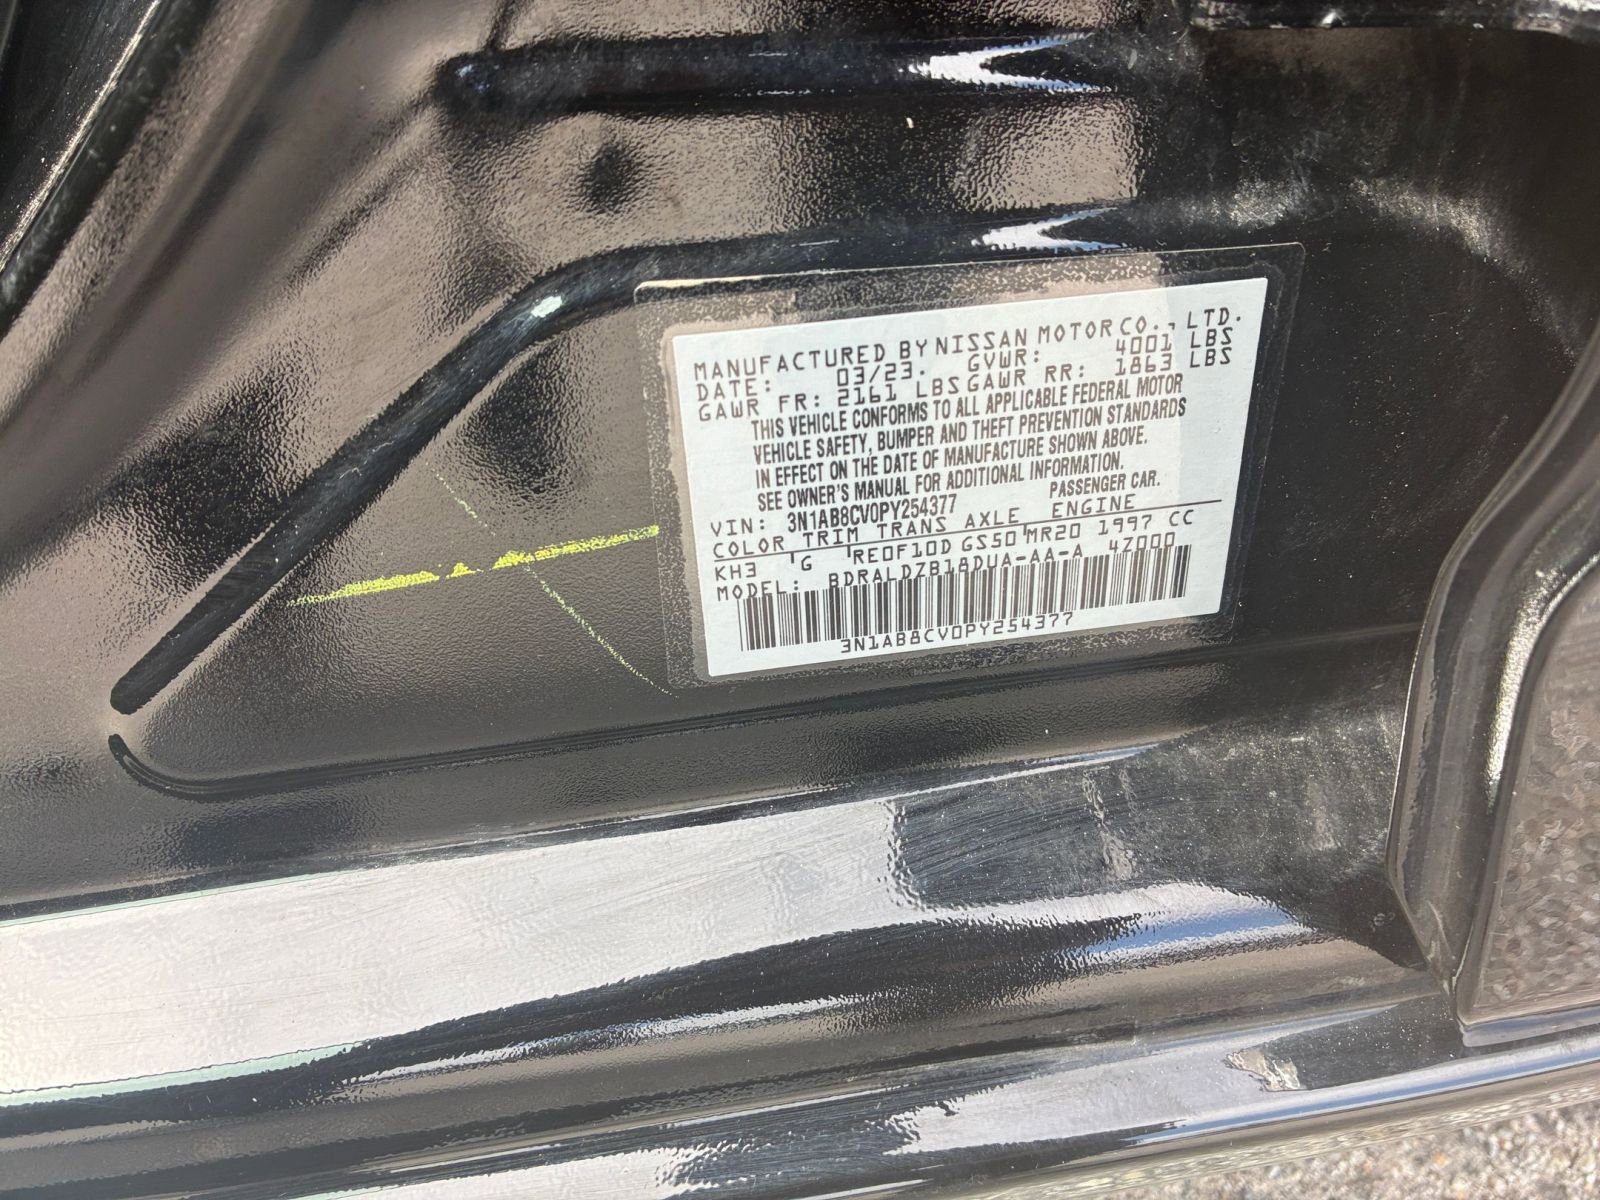 MANUFACTURED BY NISSAN MOTOR CO., LTD.
DATE: 03/23. GVWR: 4001 LBS
GAWR FR: 2161 LBS GAWR RR: 1863 LBS
THIS VEHICLE CONFORMS TO ALL APPLICABLE FEDERAL MOTOR
VEHICLE SAFETY, BUMPER AND THEFT PREVENTION STANDARDS
IN EFFECT ON THE DATE OF MANUFACTURE SHOWN ABOVE.
SEE OWNER'S MANUAL FOR ADDITIONAL INFORMATION.
VIN: 3N1AB8CV0PY254377 PASSENGER CAR.
COLOR TRIM TRANS AXLE ENGINE
KH3 G RE0F10D GS50 MR20 1997 CC
MODEL: BDRALDZB18DUA-AA-A 4Z000
3N1AB8CV0PY254377